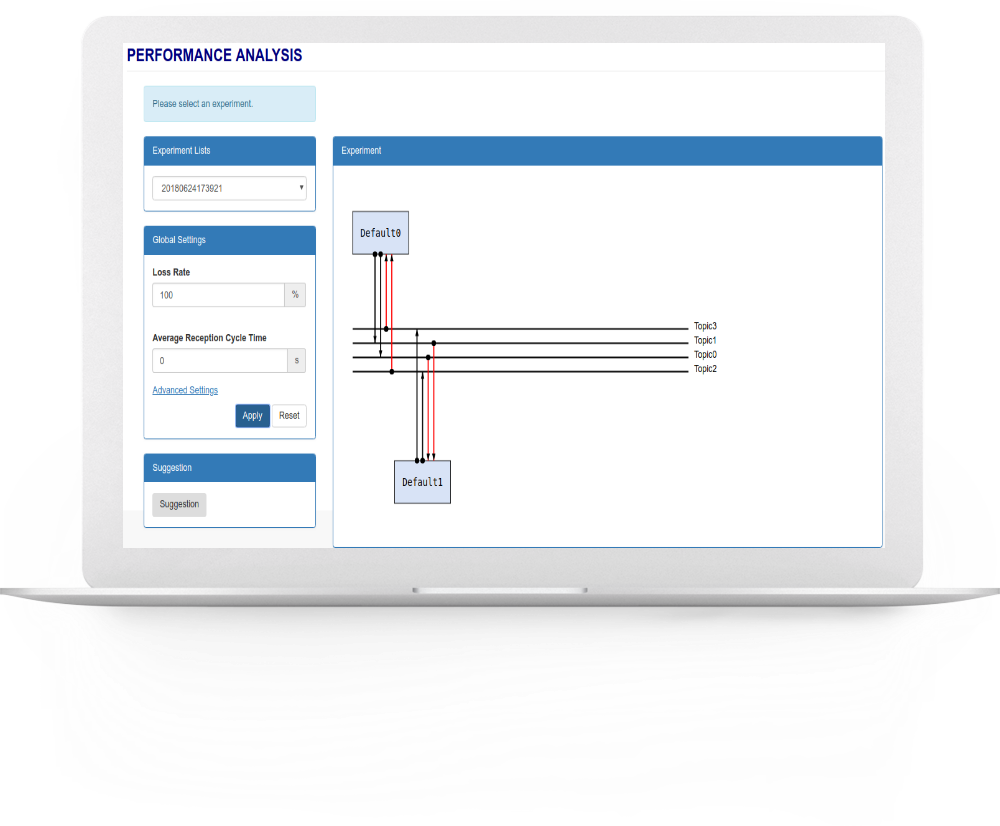 PERFORMANCE ANALYSIS
Please select an experiment.
Experiment Lists
20180624173921
Global Settings
Loss Rate
100 %
Average Reception Cycle Time
0 s
Advanced Settings
Apply Reset
Suggestion
Suggestion
Experiment
Default0
Topic3
Topic1
Topic0
Topic2
Default1